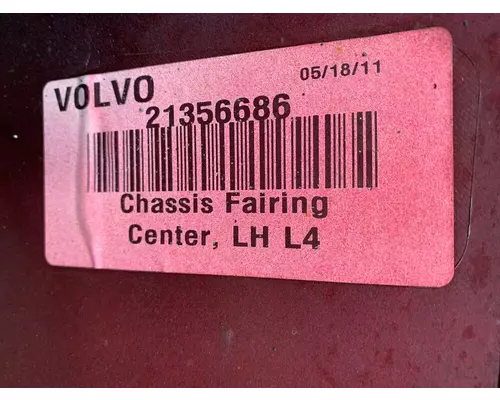 VOLVO 05/18/11
21356686
Chassis Fairing
Center, LH L4